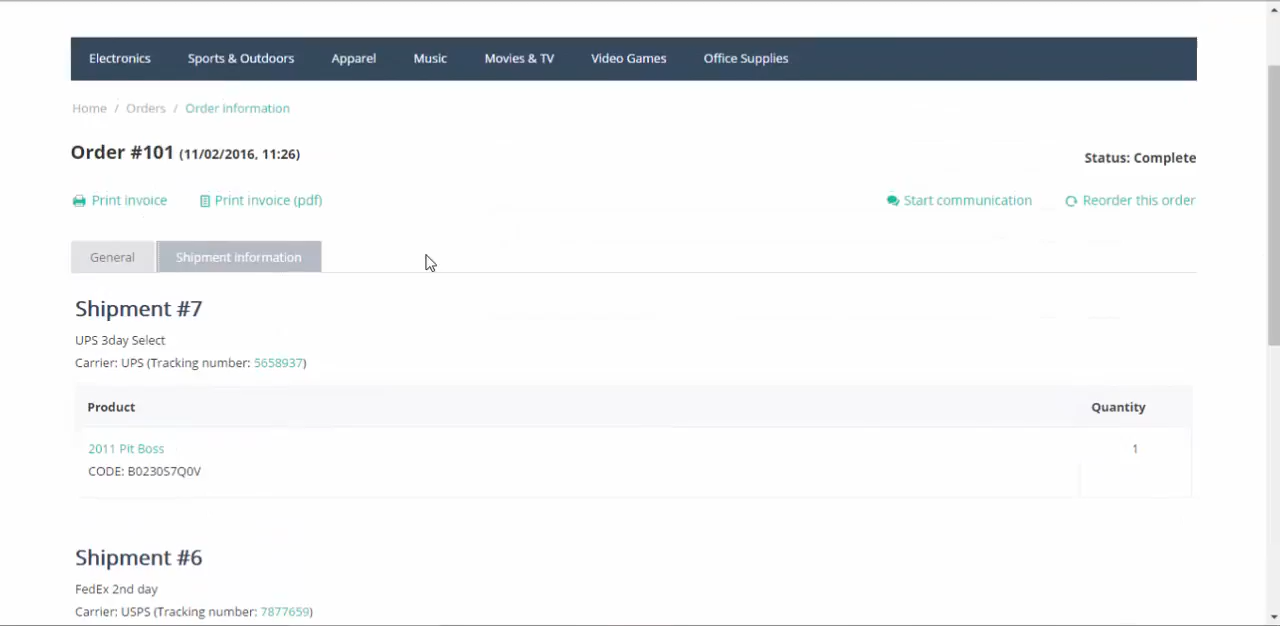 Electronics Sports & Outdoors Apparel Music Movies & TV Video Games Office Supplies
Home / Orders / Order information
Order #101 (11/02/2016, 11:26)
Status: Complete
Print invoice Print invoice (pdf) Start communication Reorder this order
General Shipment information
Shipment #7
UPS 3day Select
Carrier: UPS (Tracking number: 5658937)
Product Quantity
2011 Pit Boss 1
CODE: B0230S7Q0V
Shipment #6
FedEx 2nd day
Carrier: USPS (Tracking number: 7877659)